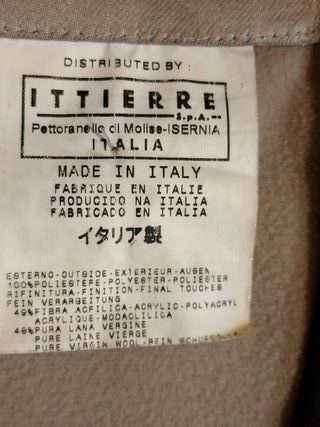 DISTRIBUTED BY :
ITTIERRE
S.p.A.
Pettoranello di Molise-ISERNIA
ITALIA
MADE IN ITALY
FABRIQUE EN ITALIE
PRODUCIDO NA ITALIA
FABRICADO EN ITALIA
イタリア製
ESTERNO-OUTSIDE-EXTERIEUR-AUSEN
100%POLIESTERE-POLYESTER-POLIESTER
RIFINITURA-FINITION-FINAL TOUCHES
FEIN VERARBEITUNG
49%FIBRA ACRILICA-ACRYLIC-POLYACRYL
ACRYLIQUE-MODACLILICA
48%PURA LANA VERGINE
PURE LAINE VIERGE
PURE VIRGIN WOOL-REIN